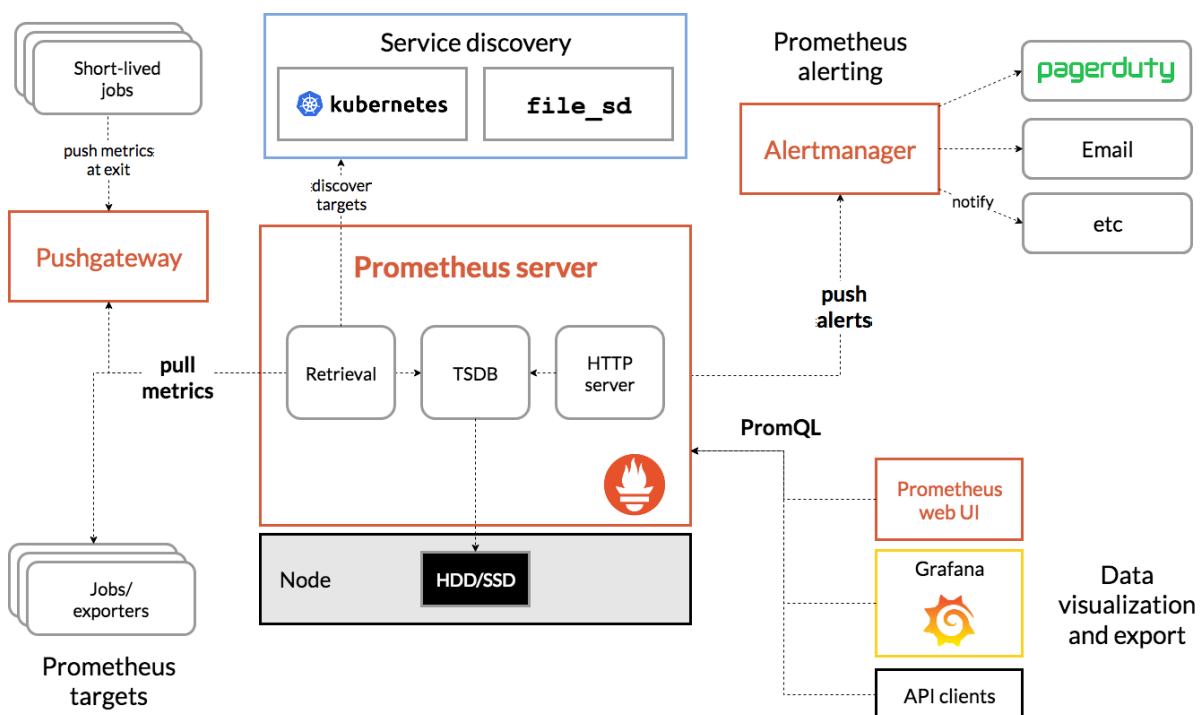 Short-lived
jobs
push metrics
at exit
Pushgateway
pull
metrics
Jobs/
exporters
Prometheus
targets
Service discovery
kubernetes
file_sd
discover
targets
Prometheus server
Retrieval
TSDB
HTTP
server
Node
HDD/SSD
Prometheus
alerting
Alertmanager
pagerduty
Email
notify
etc
push
alerts
PromQL
Prometheus
web UI
Grafana
API clients
Data
visualization
and export